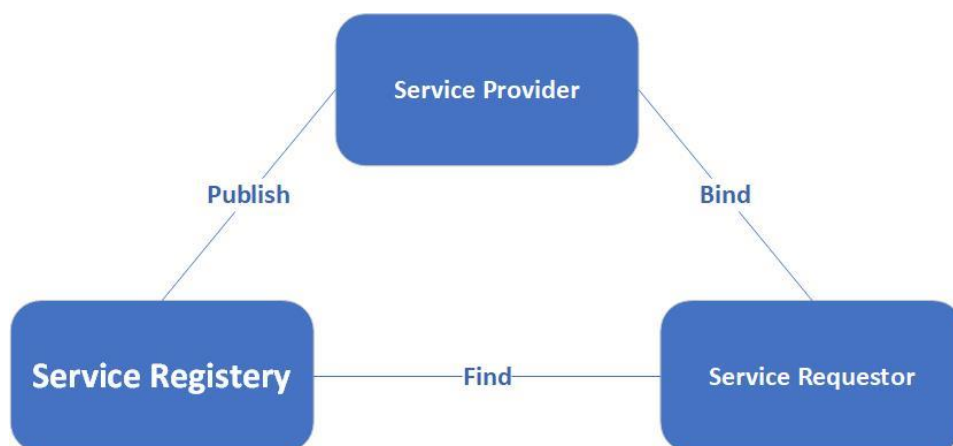 Service Provider
Publish
Bind
Service Registery
Find
Service Requestor